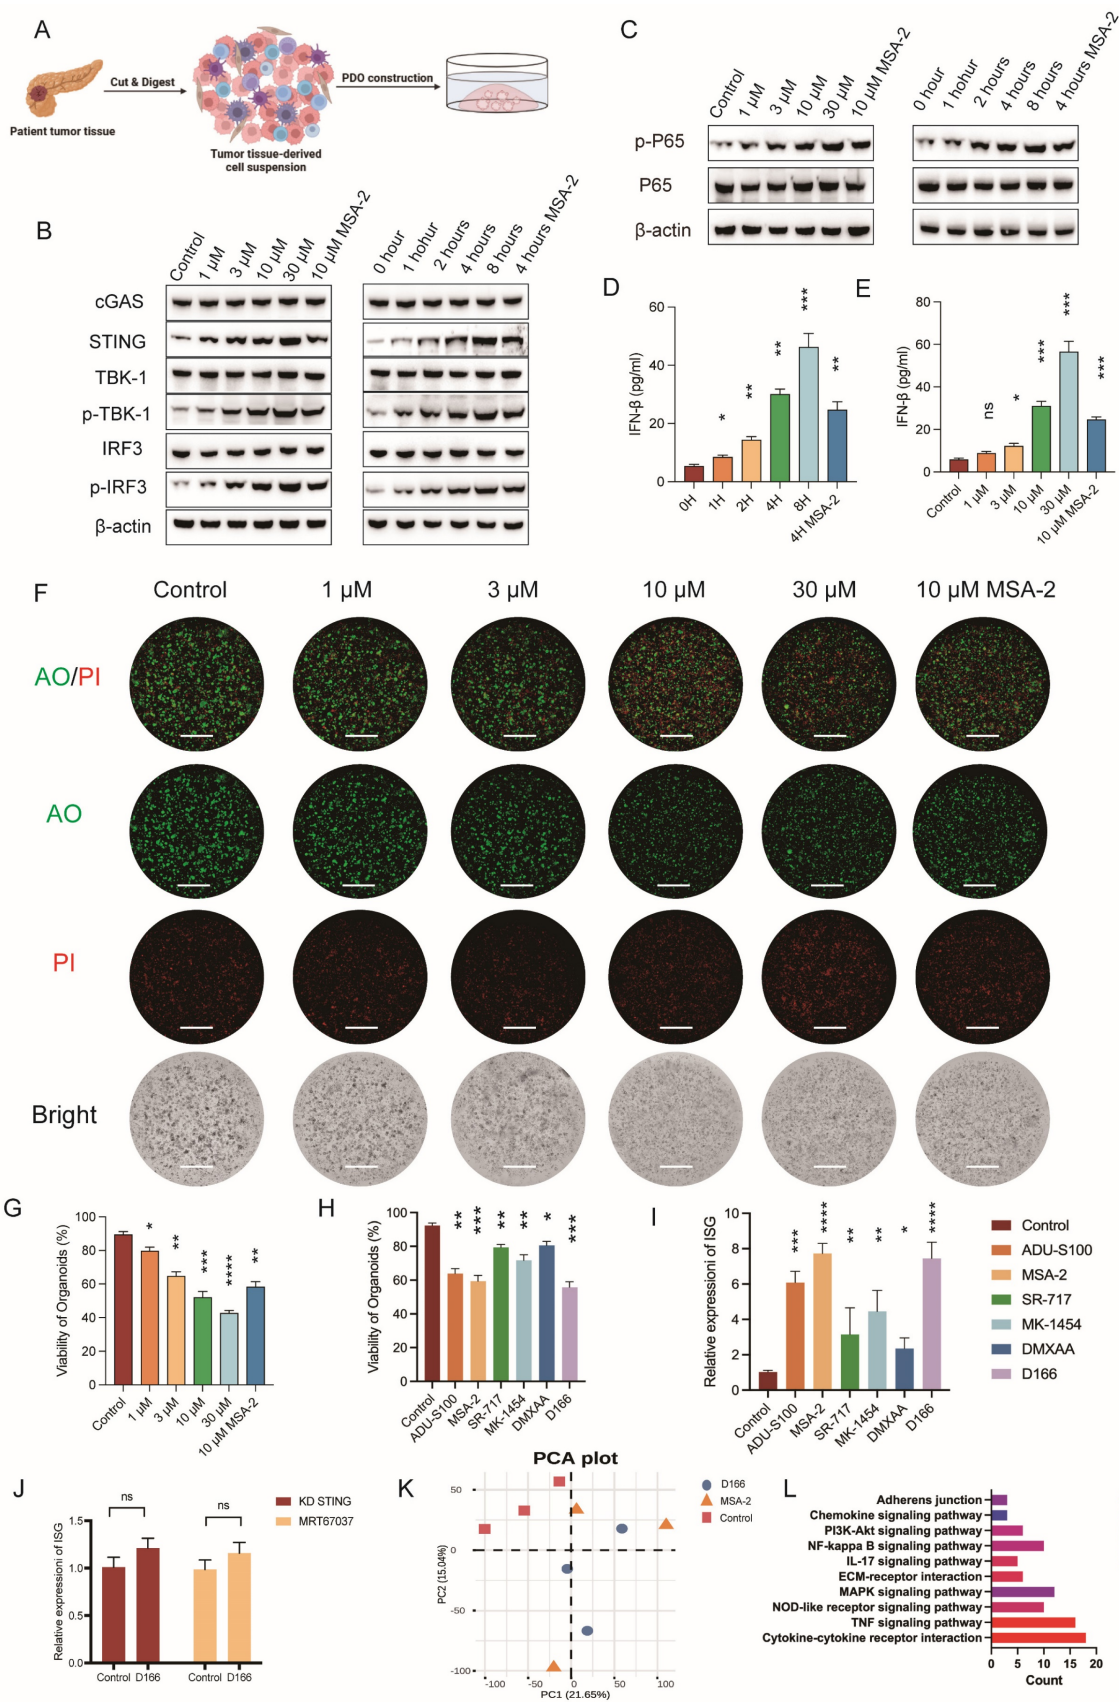 A
Cut & Digest
PDO construction
Patient tumor tissue
Tumor tissue-derived
cell suspension
B
Control
1 µM
3 µM
10 µM
30 µM
10 µM MSA-2
0 hour
1 hohur
2 hours
4 hours
8 hours
4 hours MSA-2
cGAS
STING
TBK-1
p-TBK-1
IRF3
p-IRF3
β-actin
C
Control
1 µM
3 µM
10 µM
30 µM
10 µM MSA-2
0 hour
1 hohur
2 hours
4 hours
8 hours
4 hours MSA-2
p-P65
P65
β-actin
D
IFN-β (pg/ml)
60
40
20
0
*
**
**
***
**
0H
1H
2H
4H
8H
4H MSA-2
E
IFN-β (pg/ml)
80
60
40
20
0
ns
*
***
***
***
Control
1 µM
3 µM
10 µM
30 µM
10 µM MSA-2
F
Control
1 µM
3 µM
10 µM
30 µM
10 µM MSA-2
AO/PI
AO
PI
Bright
G
Viability of Organoids (%)
100
80
60
40
20
0
*
**
***
****
**
Control
1 µM
3 µM
10 µM
30 µM
10 µM MSA-2
H
Viability of Organoids (%)
100
80
60
40
20
0
**
***
**
**
*
***
Control
ADU-S100
MSA-2
SR-717
MK-1454
DMXAA
D166
I
Relative expressioni of ISG
10
8
6
4
2
0
***
****
**
**
*
****
Control
ADU-S100
MSA-2
SR-717
MK-1454
DMXAA
D166
Control
ADU-S100
MSA-2
SR-717
MK-1454
DMXAA
D166
J
Relative expressioni of ISG
1.5
1.0
0.5
0.0
ns
ns
KD STING
MRT67037
Control D166
Control D166
K
PCA plot
PC2 (15.04%)
50
0
-50
-100
-100 -50 0 50 100
PC1 (21.65%)
D166
MSA-2
Control
L
Adherens junction
Chemokine signaling pathway
PI3K-Akt signaling pathway
NF-kappa B signaling pathway
IL-17 signaling pathway
ECM-receptor interaction
MAPK signaling pathway
NOD-like receptor signaling pathway
TNF signaling pathway
Cytokine-cytokine receptor interaction
0 5 10 15 20
Count